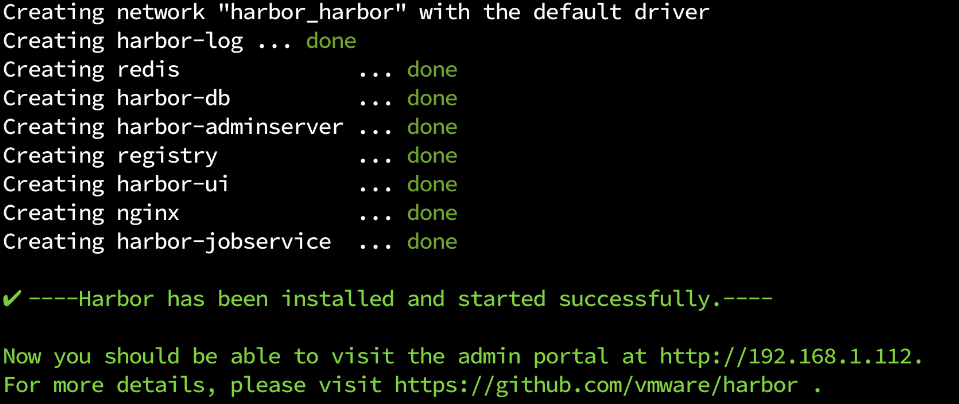 Creating network "harbor_harbor" with the default driver
Creating harbor-log ... done
Creating redis              ... done
Creating harbor-db          ... done
Creating harbor-adminserver ... done
Creating registry           ... done
Creating harbor-ui          ... done
Creating nginx              ... done
Creating harbor-jobservice  ... done
✔ ----Harbor has been installed and started successfully.----
Now you should be able to visit the admin portal at http://192.168.1.112.
For more details, please visit https://github.com/vmware/harbor .